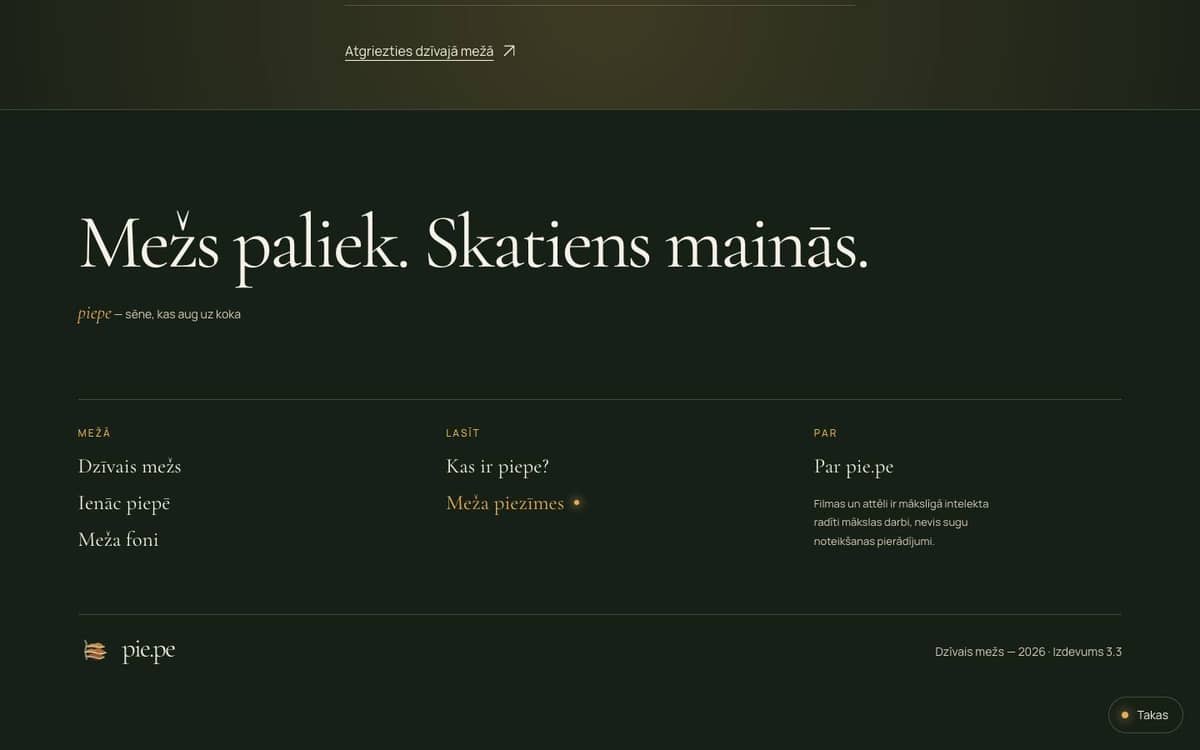 Atgriezties dzīvajā mežā
Mežs paliek. Skatiens mainās.
piepe — sēne, kas aug uz koka
MEŽĀ
Dzīvais mežs
Ienāc piepē
Meža foni
LASĪT
Kas ir piepe?
Meža piezīmes
PAR
Par pie.pe
Filmas un attēli ir mākslīgā intelekta
radīti mākslas darbi, nevis sugu
noteikšanas pierādījumi.
pie.pe
Dzīvais mežs — 2026 · Izdevums 3.3
Takas